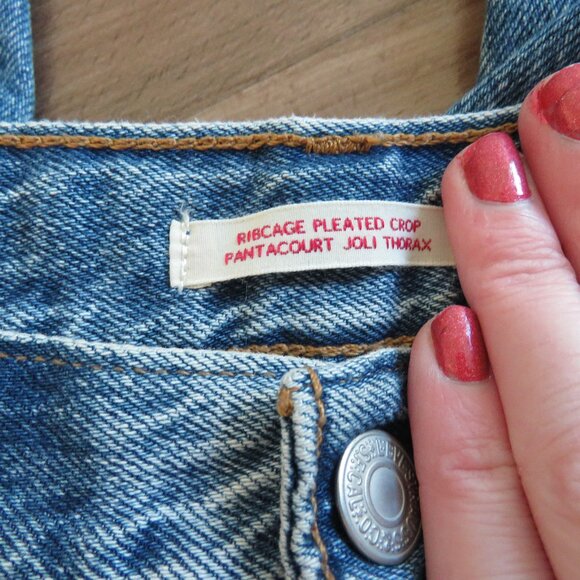 RIBCAGE PLEATED CROP
PANTACOURT JOLI THORAX